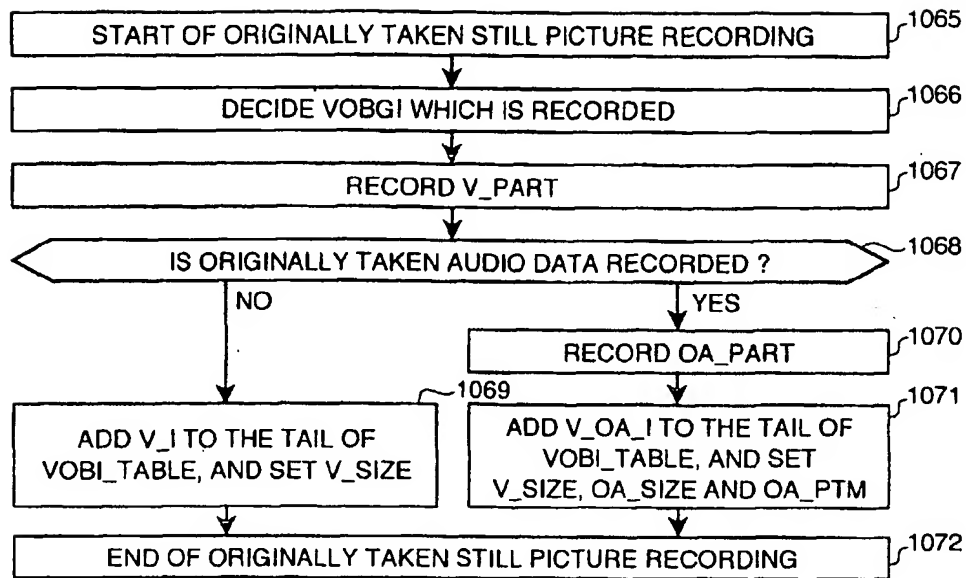 START OF ORIGINALLY TAKEN STILL PICTURE RECORDING
1065
DECIDE VOBGI WHICH IS RECORDED
1066
RECORD V_PART
1067
IS ORIGINALLY TAKEN AUDIO DATA RECORDED ?
1068
NO
YES
RECORD OA_PART
1070
1069
1071
ADD V_I TO THE TAIL OF
VOBI_TABLE, AND SET V_SIZE
ADD V_OA_I TO THE TAIL OF
VOBI_TABLE, AND SET
V_SIZE, OA_SIZE AND OA_PTM
END OF ORIGINALLY TAKEN STILL PICTURE RECORDING
1072